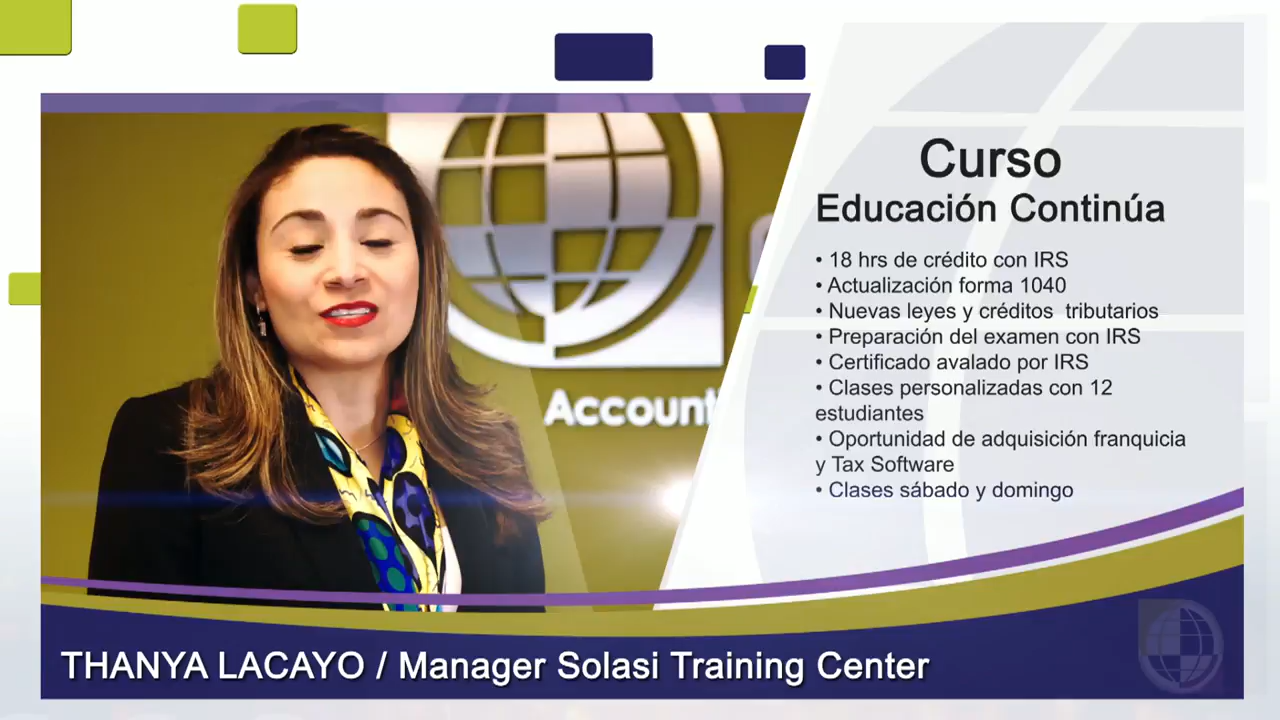 Curso
Educación Continúa
• 18 hrs de crédito con IRS
• Actualización forma 1040
• Nuevas leyes y créditos tributarios
• Preparación del examen con IRS
• Certificado avalado por IRS
• Clases personalizadas con 12
estudiantes
• Oportunidad de adquisición franquicia
y Tax Software
• Clases sábado y domingo
Account
THANYA LACAYO / Manager Solasi Training Center